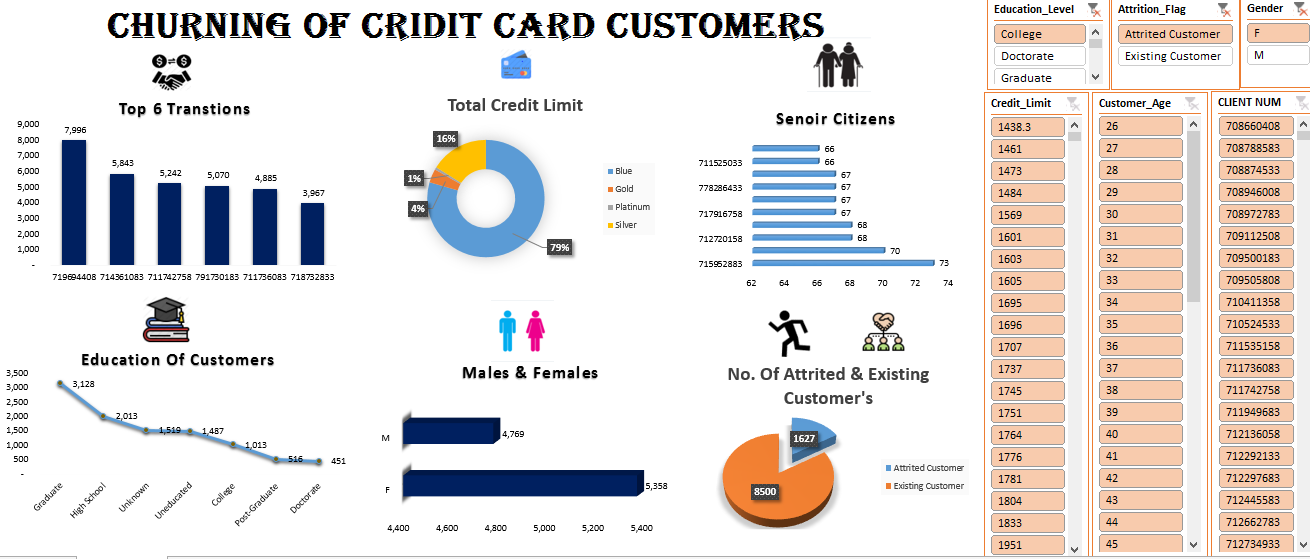 CHURNING OF CRIDIT CARD CUSTOMERS
Top 6 Transtions
9,000
8,000
7,000
6,000
5,000
4,000
3,000
2,000
1,000
-
7,996
5,843
5,242
5,070
4,885
3,967
719694408 714361083 711742758 791730183 711736083 718732833
Total Credit Limit
16%
1%
4%
79%
Blue
Gold
Platinum
Silver
Senoir Citizens
66
711525033 66
67
778286433 67
67
717916758 67
68
712720158 68
70
715952883 73
62 64 66 66 70 72 74
Education Of Customers
3,500
3,000
2,500
2,000
1,500
1,000
500
-
3,128
2,013
1,519
1,487
1,013
516
451
Graduate
High School
Unknown
Uneducated
College
Post-Graduate
Doctorate
Males & Females
M 4,769
F 5,358
4,400 4,600 4,800 5,000 5,200 5,400
No. Of Attrited & Existing
Customer's
1627
8500
Attrited Customer
Existing Customer
Education_Level
College
Doctorate
Graduate
Attrition_Flag
Attrited Customer
Existing Customer
Gender
F
M
Credit_Limit
1438.3
1461
1473
1484
1569
1601
1603
1605
1695
1696
1707
1737
1745
1751
1764
1776
1781
1804
1833
1951
Customer_Age
26
27
28
29
30
31
32
33
34
35
36
37
38
39
40
41
42
43
44
45
CLIENT NUM
708660408
708788583
708874533
708946008
708972783
709112508
709500183
709505808
710411358
710524533
711535158
711736083
711742758
711949683
712136058
712292133
712297683
712445583
712662783
712734933